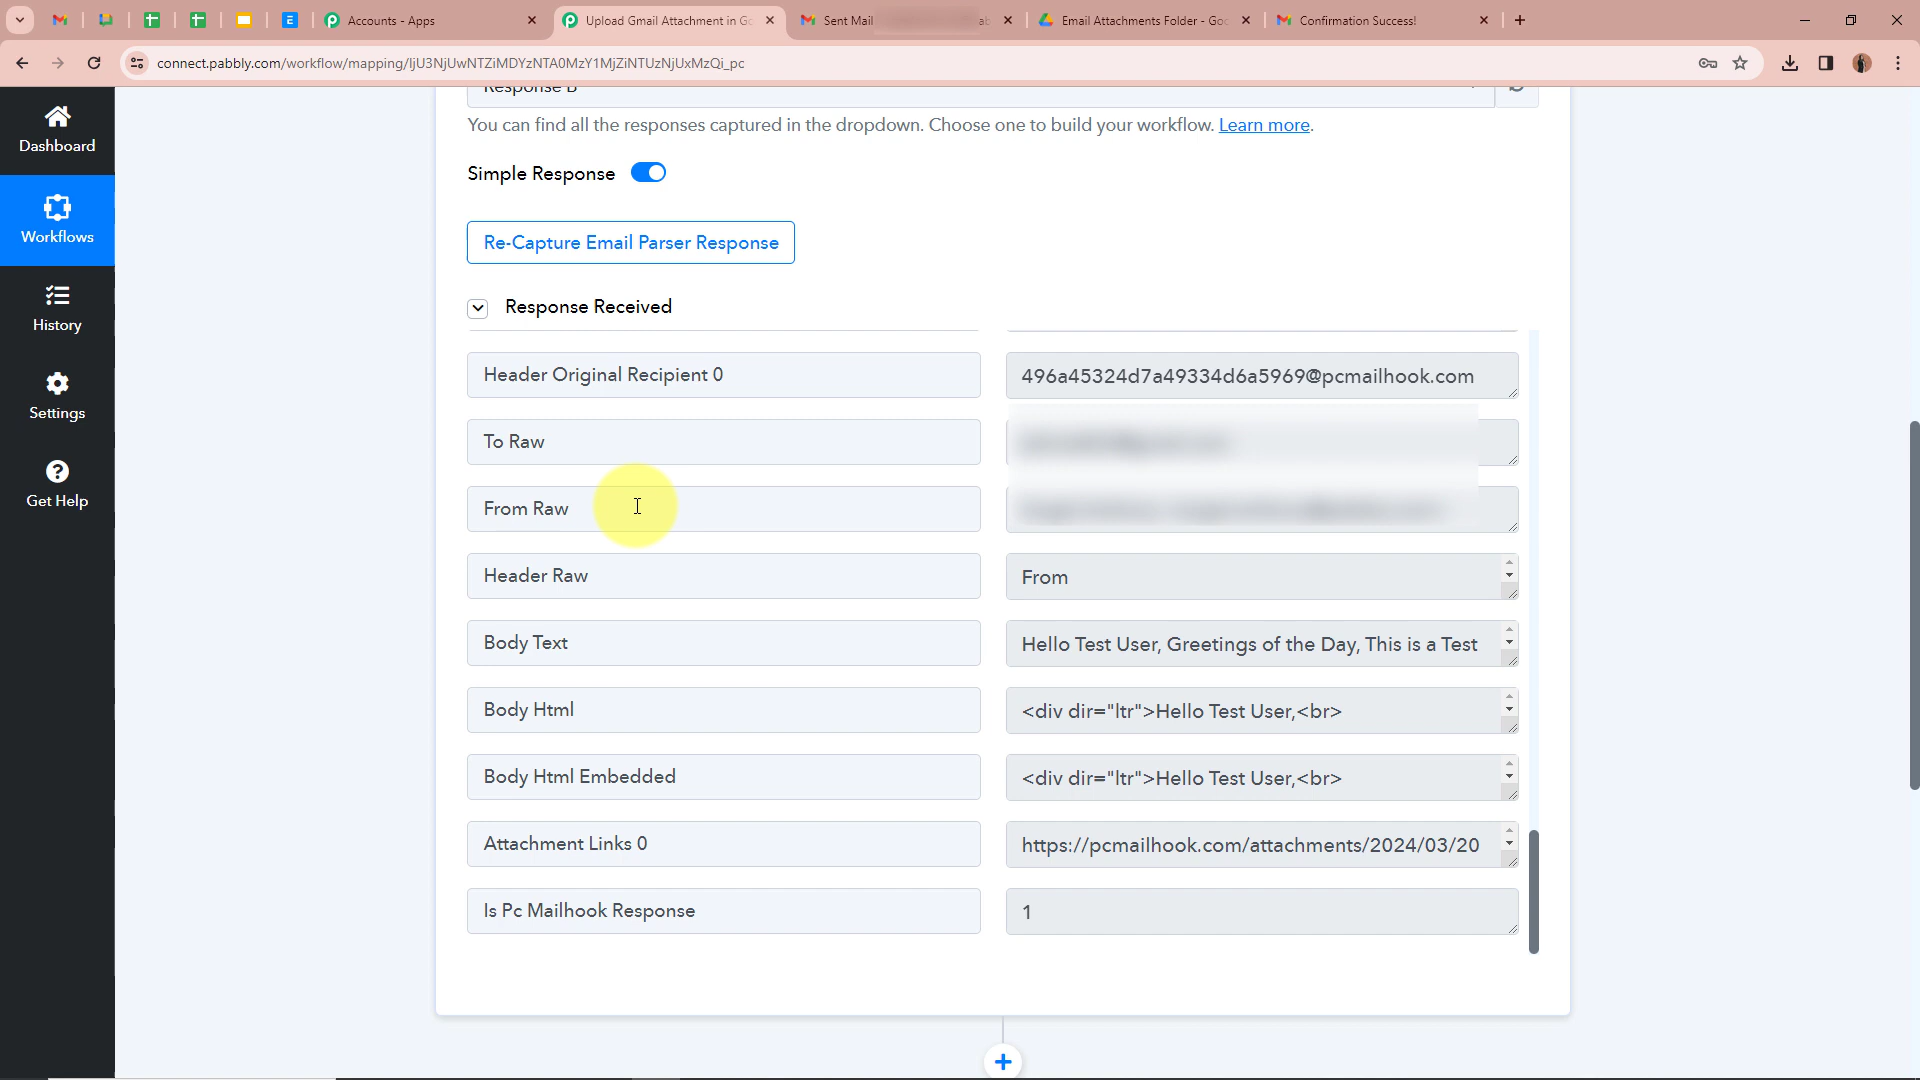 Accounts - Apps
Upload Gmail Attachment in Go
Sent Mail
ab
Email Attachments Folder - Goo
Confirmation Success!
connect.pabbly.com/workflow/mapping/IjU3NjUwNTZiMDYzNTA0MzY1MjZiNTUzNjUxMzQi_pc
Dashboard
Workflows
History
Settings
Get Help
Response B
You can find all the responses captured in the dropdown. Choose one to build your workflow. Learn more.
Simple Response
Re-Capture Email Parser Response
Response Received
Header Original Recipient 0
496a45324d7a49334d6a5969@pcmailhook.com
To Raw
From Raw
Header Raw
From
Body Text
Hello Test User, Greetings of the Day, This is a Test
Body Html
<div dir="ltr">Hello Test User,<br>
Body Html Embedded
<div dir="ltr">Hello Test User,<br>
Attachment Links 0
https://pcmailhook.com/attachments/2024/03/20
Is Pc Mailhook Response
1